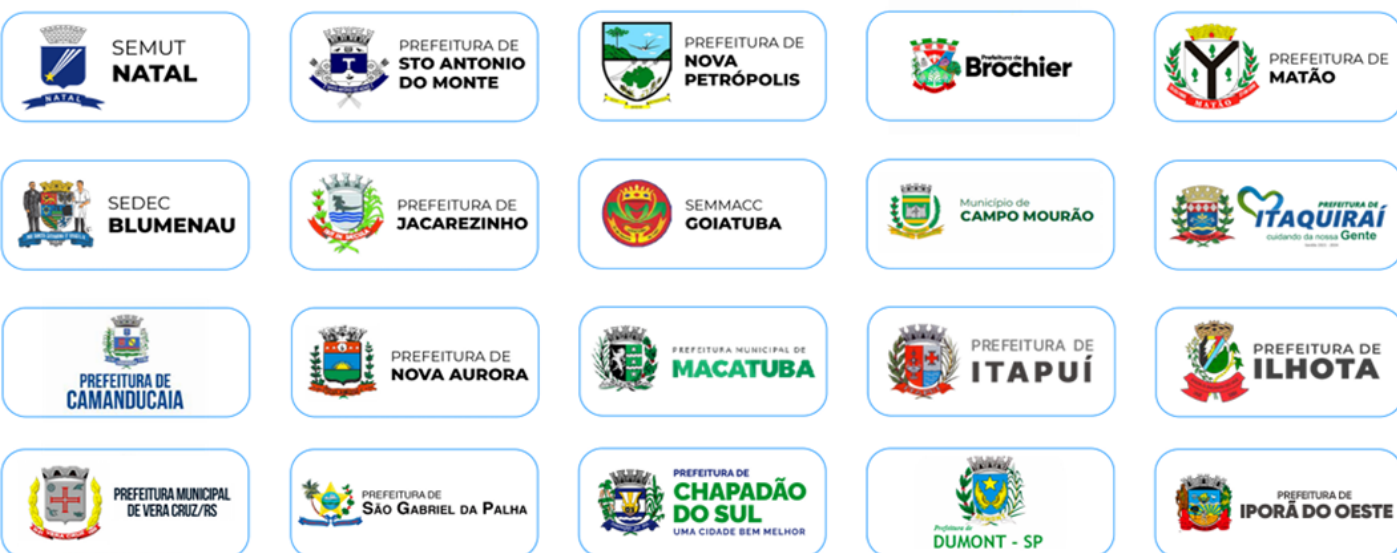 SEMUT
NATAL
NATAL
PREFEITURA DE
STO ANTONIO
DO MONTE
PREFEITURA DE
NOVA
PETRÓPOLIS
Prefeitura de
Brochier
PREFEITURA DE
MATÃO
MATÃO
SEDEC
BLUMENAU
PREFEITURA DE
JACAREZINHO
SEMMACC
GOIATUBA
Município de
CAMPO MOURÃO
PREFEITURA DE
ITAQUIRAÍ
cuidando da nossa Gente
PREFEITURA DE
CAMANDUCAIA
PREFEITURA DE
NOVA AURORA
PREFEITURA MUNICIPAL DE
MACATUBA
PREFEITURA DE
ITAPUÍ
PREFEITURA DE
ILHOTA
PREFEITURA MUNICIPAL
DE VERA CRUZ/RS
VERA CRUZ
PREFEITURA DE
SÃO GABRIEL DA PALHA
PREFEITURA DE
CHAPADÃO
DO SUL
UMA CIDADE BEM MELHOR
Prefeitura de
DUMONT - SP
PREFEITURA DE
IPORÃ DO OESTE